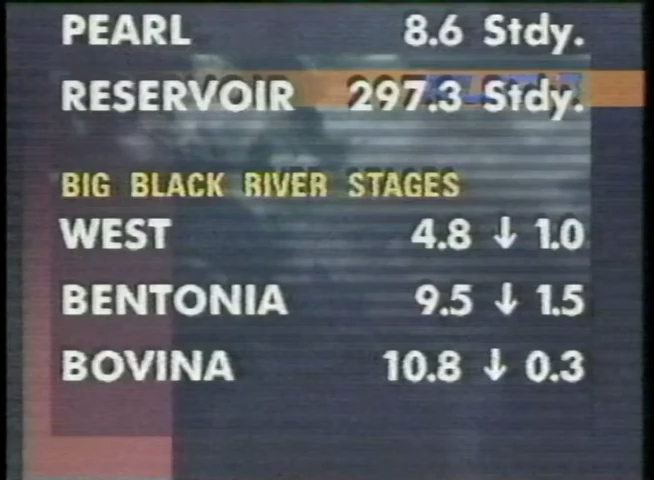 PEARL 8.6 Stdy.
RESERVOIR 297.3 Stdy.
BIG BLACK RIVER STAGES
WEST 4.8 ↓ 1.0
BENTONIA 9.5 ↓ 1.5
BOVINA 10.8 ↓ 0.3